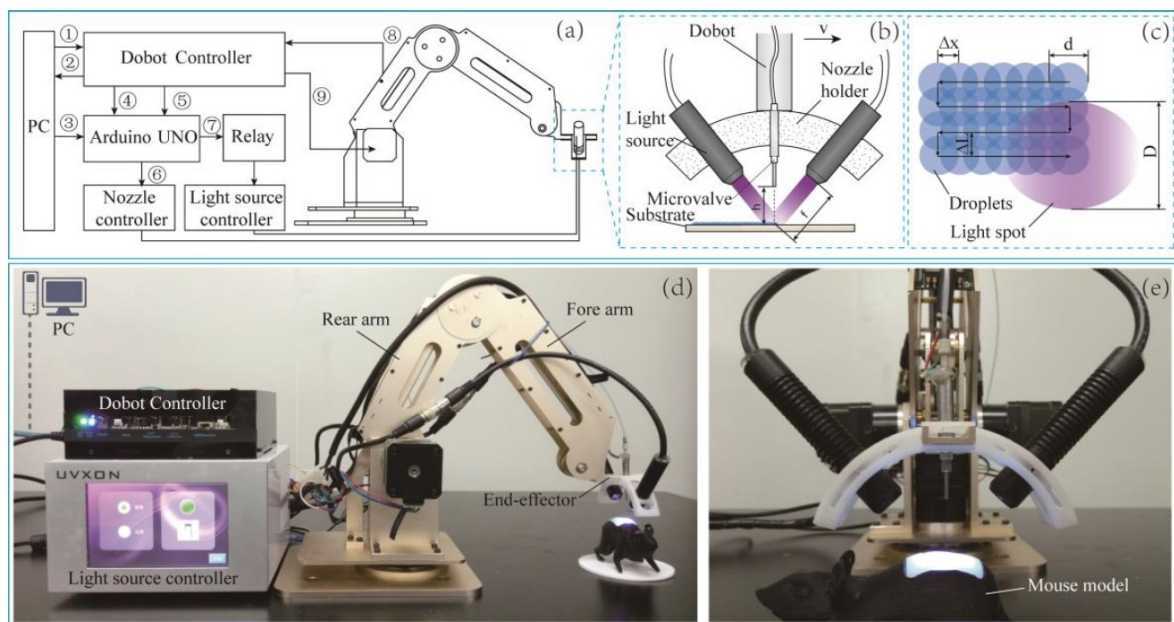 (a)
①
②
③
④
⑤
⑥
⑦
⑧
⑨
PC
Dobot Controller
Arduino UNO
Relay
Nozzle
controller
Light source
controller
(b)
Dobot
v
Nozzle
holder
Light
source
Microvalve
Substrate
h
f
(c)
Δx
d
ΔL
D
Droplets
Light spot
(d)
PC
Rear arm
Fore arm
Dobot Controller
UVXON
End-effector
Light source controller
(e)
Mouse model